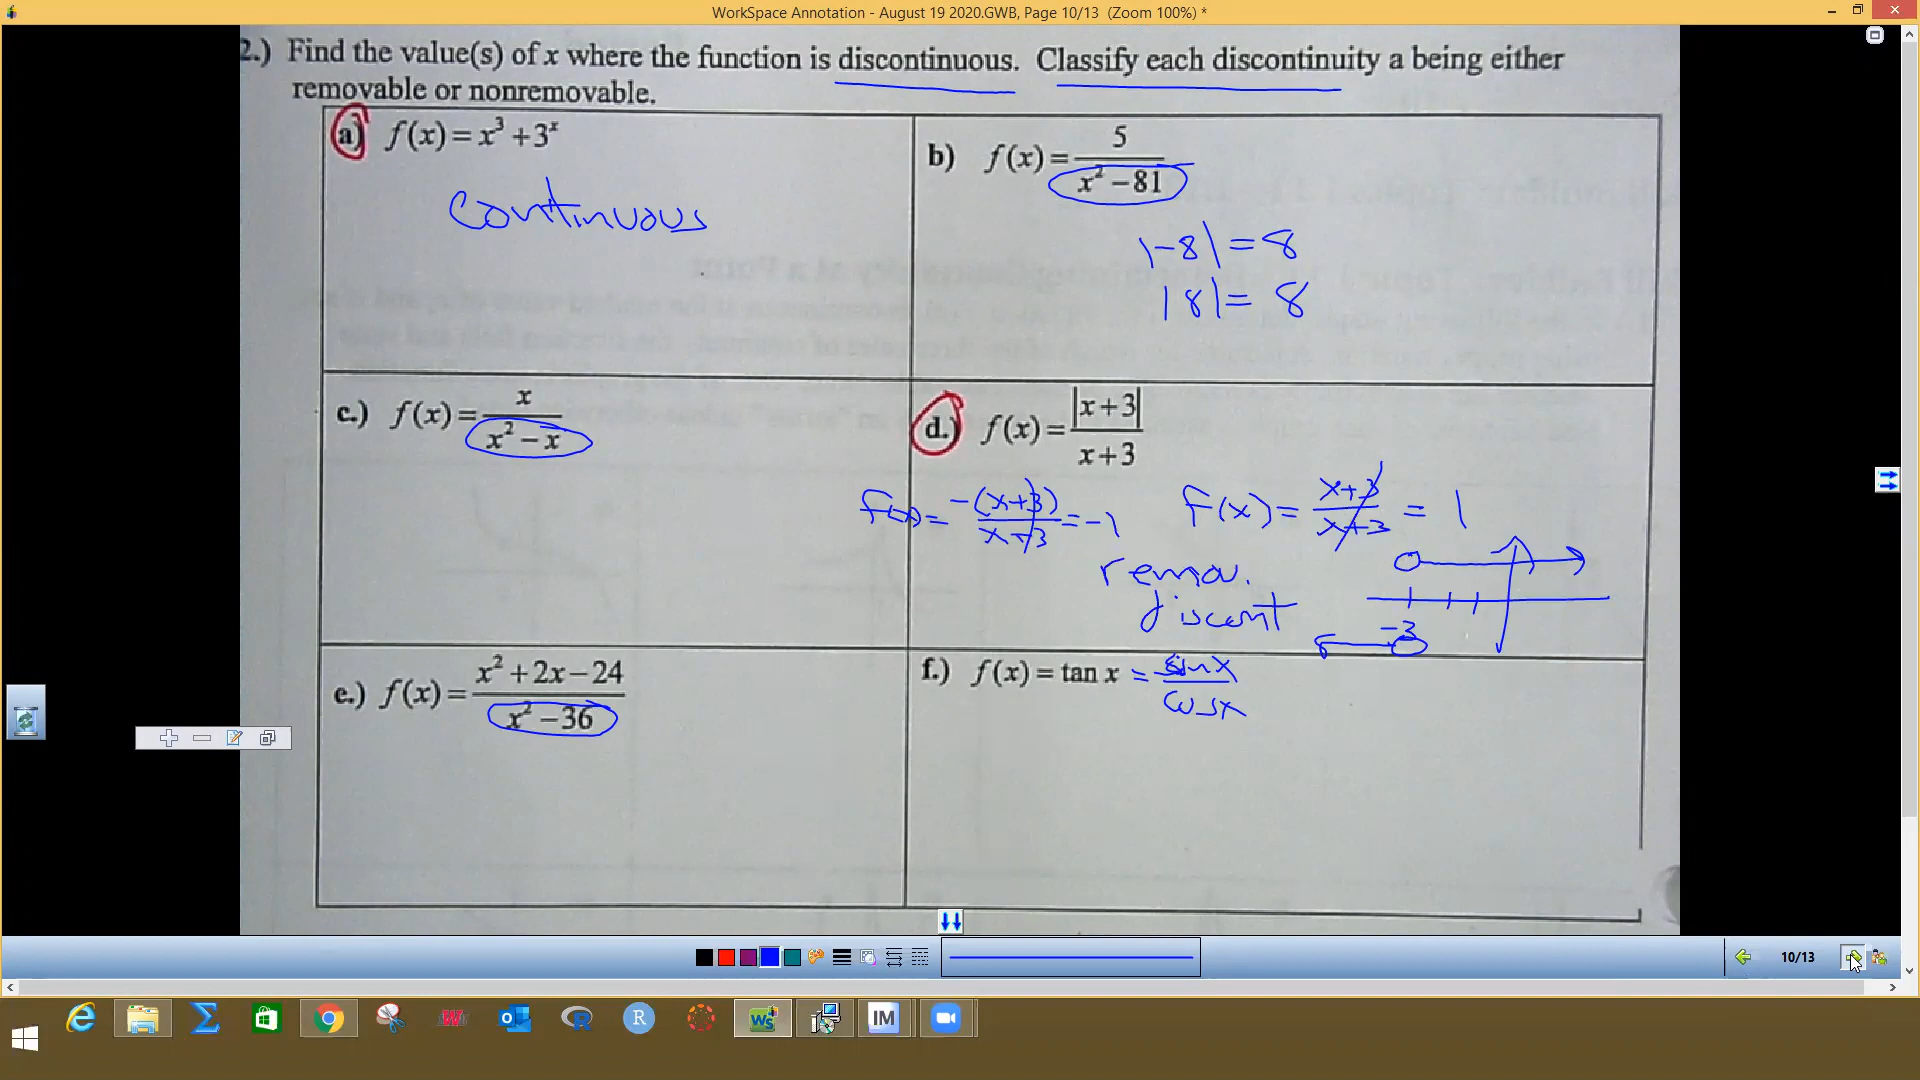 WorkSpace Annotation - August 19 2020.GWB, Page 10/13 (Zoom 100%) *
2.) Find the value(s) of x where the function is discontinuous. Classify each discontinuity a being either
removable or nonremovable.
a) f(x) = x³ + 3ˣ
continuous
b) f(x) = 5 / (x² − 81)
|-8| = 8
|8| = 8
c.) f(x) = x / (x² − x)
d.) f(x) = |x+3| / (x+3)
f(x) = -(x+3) / (x+3) = -1
f(x) = (x+3) / (x+3) = 1
remov.
discont
-3
e.) f(x) = (x² + 2x − 24) / (x² − 36)
f.) f(x) = tan x = sin x / cos x
10/13
WS
IM
R
R